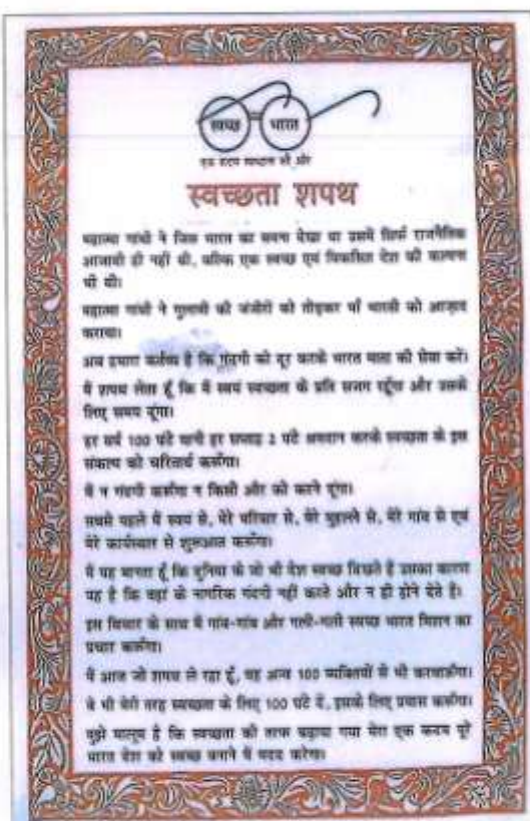 स्वच्छ भारत
एक कदम स्वच्छता की ओर
स्वच्छता शपथ
महात्मा गांधी ने जिस भारत का सपना देखा था उसमें सिर्फ राजनैतिक
आजादी ही नहीं थी, बल्कि एक स्वच्छ एवं विकसित देश की कल्पना
भी थी।
महात्मा गांधी ने गुलामी की जंजीरों को तोड़कर माँ भारती को आज़ाद
कराया।
अब हमारा कर्तव्य है कि गंदगी को दूर करके भारत माता की सेवा करें।
मैं शपथ लेता हूँ कि मैं स्वयं स्वच्छता के प्रति सजग रहूँगा और उसके
लिए समय दूंगा।
हर वर्ष 100 घंटे यानी हर सप्ताह 2 घंटे श्रमदान करके स्वच्छता के इस
संकल्प को चरितार्थ करूँगा।
मैं न गंदगी करूँगा न किसी और को करने दूंगा।
सबसे पहले मैं स्वयं से, मेरे परिवार से, मेरे मुहल्ले से, मेरे गांव से एवं
मेरे कार्यस्थल से शुरुआत करूँगा।
मैं यह मानता हूँ कि दुनिया के जो भी देश स्वच्छ दिखते हैं उसका कारण
यह है कि वहां के नागरिक गंदगी नहीं करते और न ही होने देते हैं।
इस विचार के साथ मैं गांव-गांव और गली-गली स्वच्छ भारत मिशन का
प्रचार करूँगा।
मैं आज जो शपथ ले रहा हूँ, वह अन्य 100 व्यक्तियों से भी करवाऊँगा।
वे भी मेरी तरह स्वच्छता के लिए 100 घंटे दें, इसके लिए प्रयास करूँगा।
मुझे मालूम है कि स्वच्छता की तरफ बढ़ाया गया मेरा एक कदम पूरे
भारत देश को स्वच्छ बनाने में मदद करेगा।